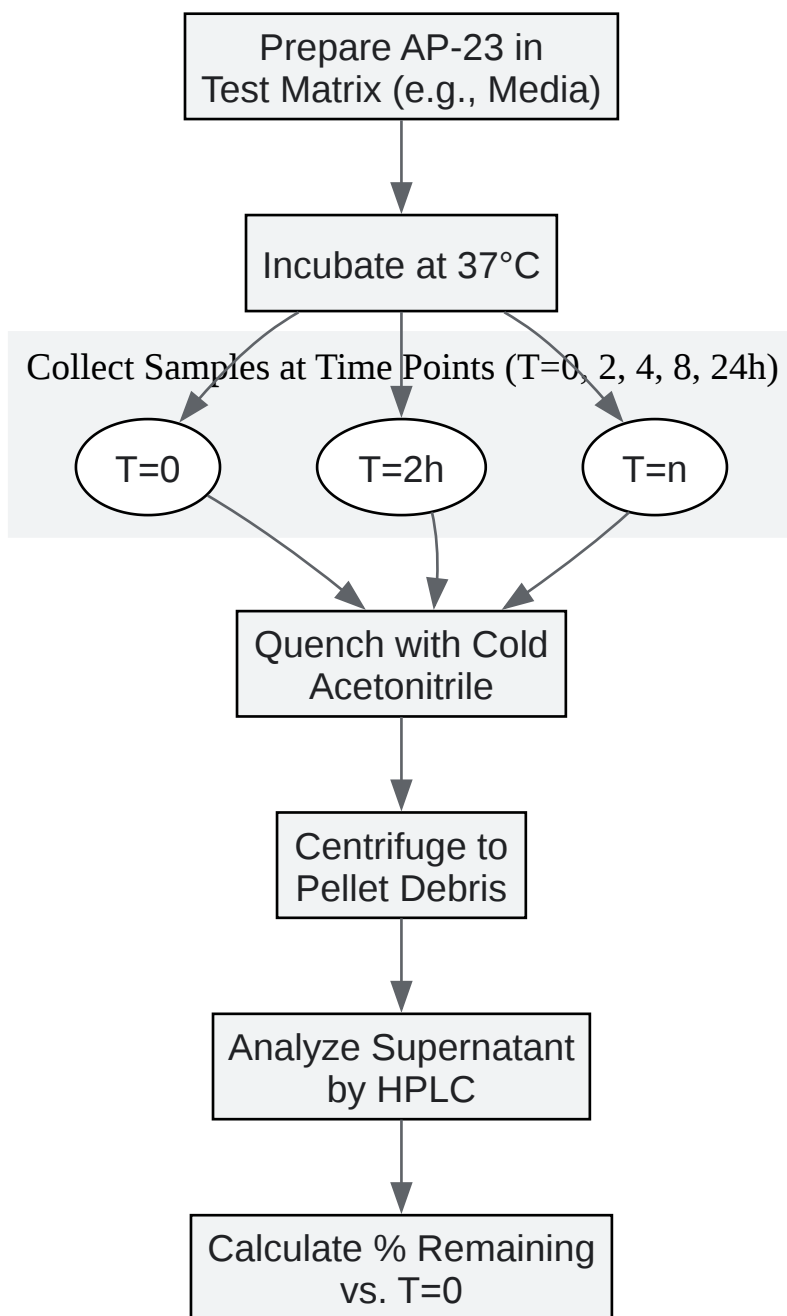 Prepare AP-23 in
Test Matrix (e.g., Media)
Incubate at 37°C
Collect Samples at Time Points (T=0, 2, 4, 8, 24h)
T=0
T=2h
T=n
Quench with Cold
Acetonitrile
Centrifuge to
Pellet Debris
Analyze Supernatant
by HPLC
Calculate % Remaining
vs. T=0